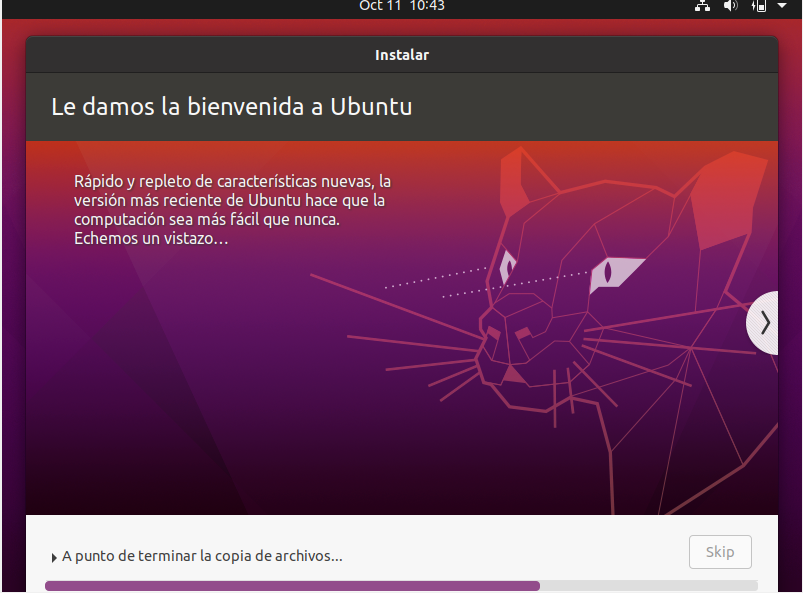 Oct 11 10:43
Instalar
Le damos la bienvenida a Ubuntu
Rápido y repleto de características nuevas, la
versión más reciente de Ubuntu hace que la
computación sea más fácil que nunca.
Echemos un vistazo...
A punto de terminar la copia de archivos...
Skip